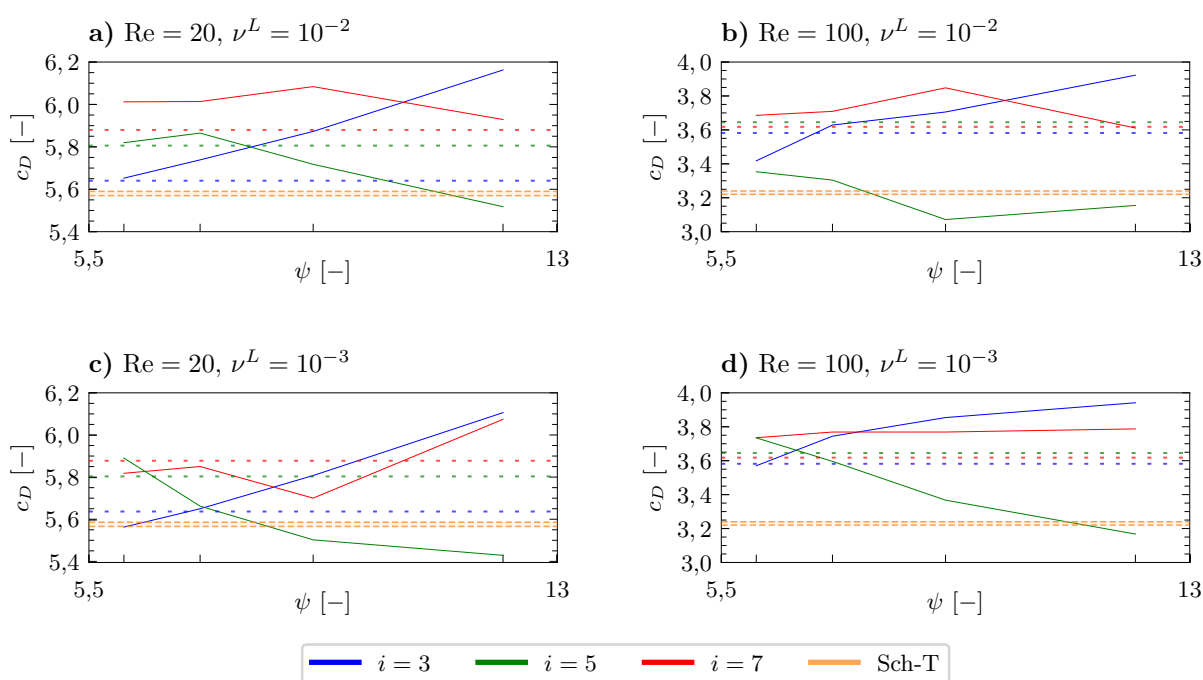 a) Re = 20, ν^L = 10^−2
6,2
6,0
5,8
5,6
5,4
c_D [−]
5,5
13
ψ [−]
b) Re = 100, ν^L = 10^−2
4,0
3,8
3,6
3,4
3,2
3,0
c_D [−]
5,5
13
ψ [−]
c) Re = 20, ν^L = 10^−3
6,2
6,0
5,8
5,6
5,4
c_D [−]
5,5
13
ψ [−]
d) Re = 100, ν^L = 10^−3
4,0
3,8
3,6
3,4
3,2
3,0
c_D [−]
5,5
13
ψ [−]
i = 3 i = 5 i = 7 Sch-T